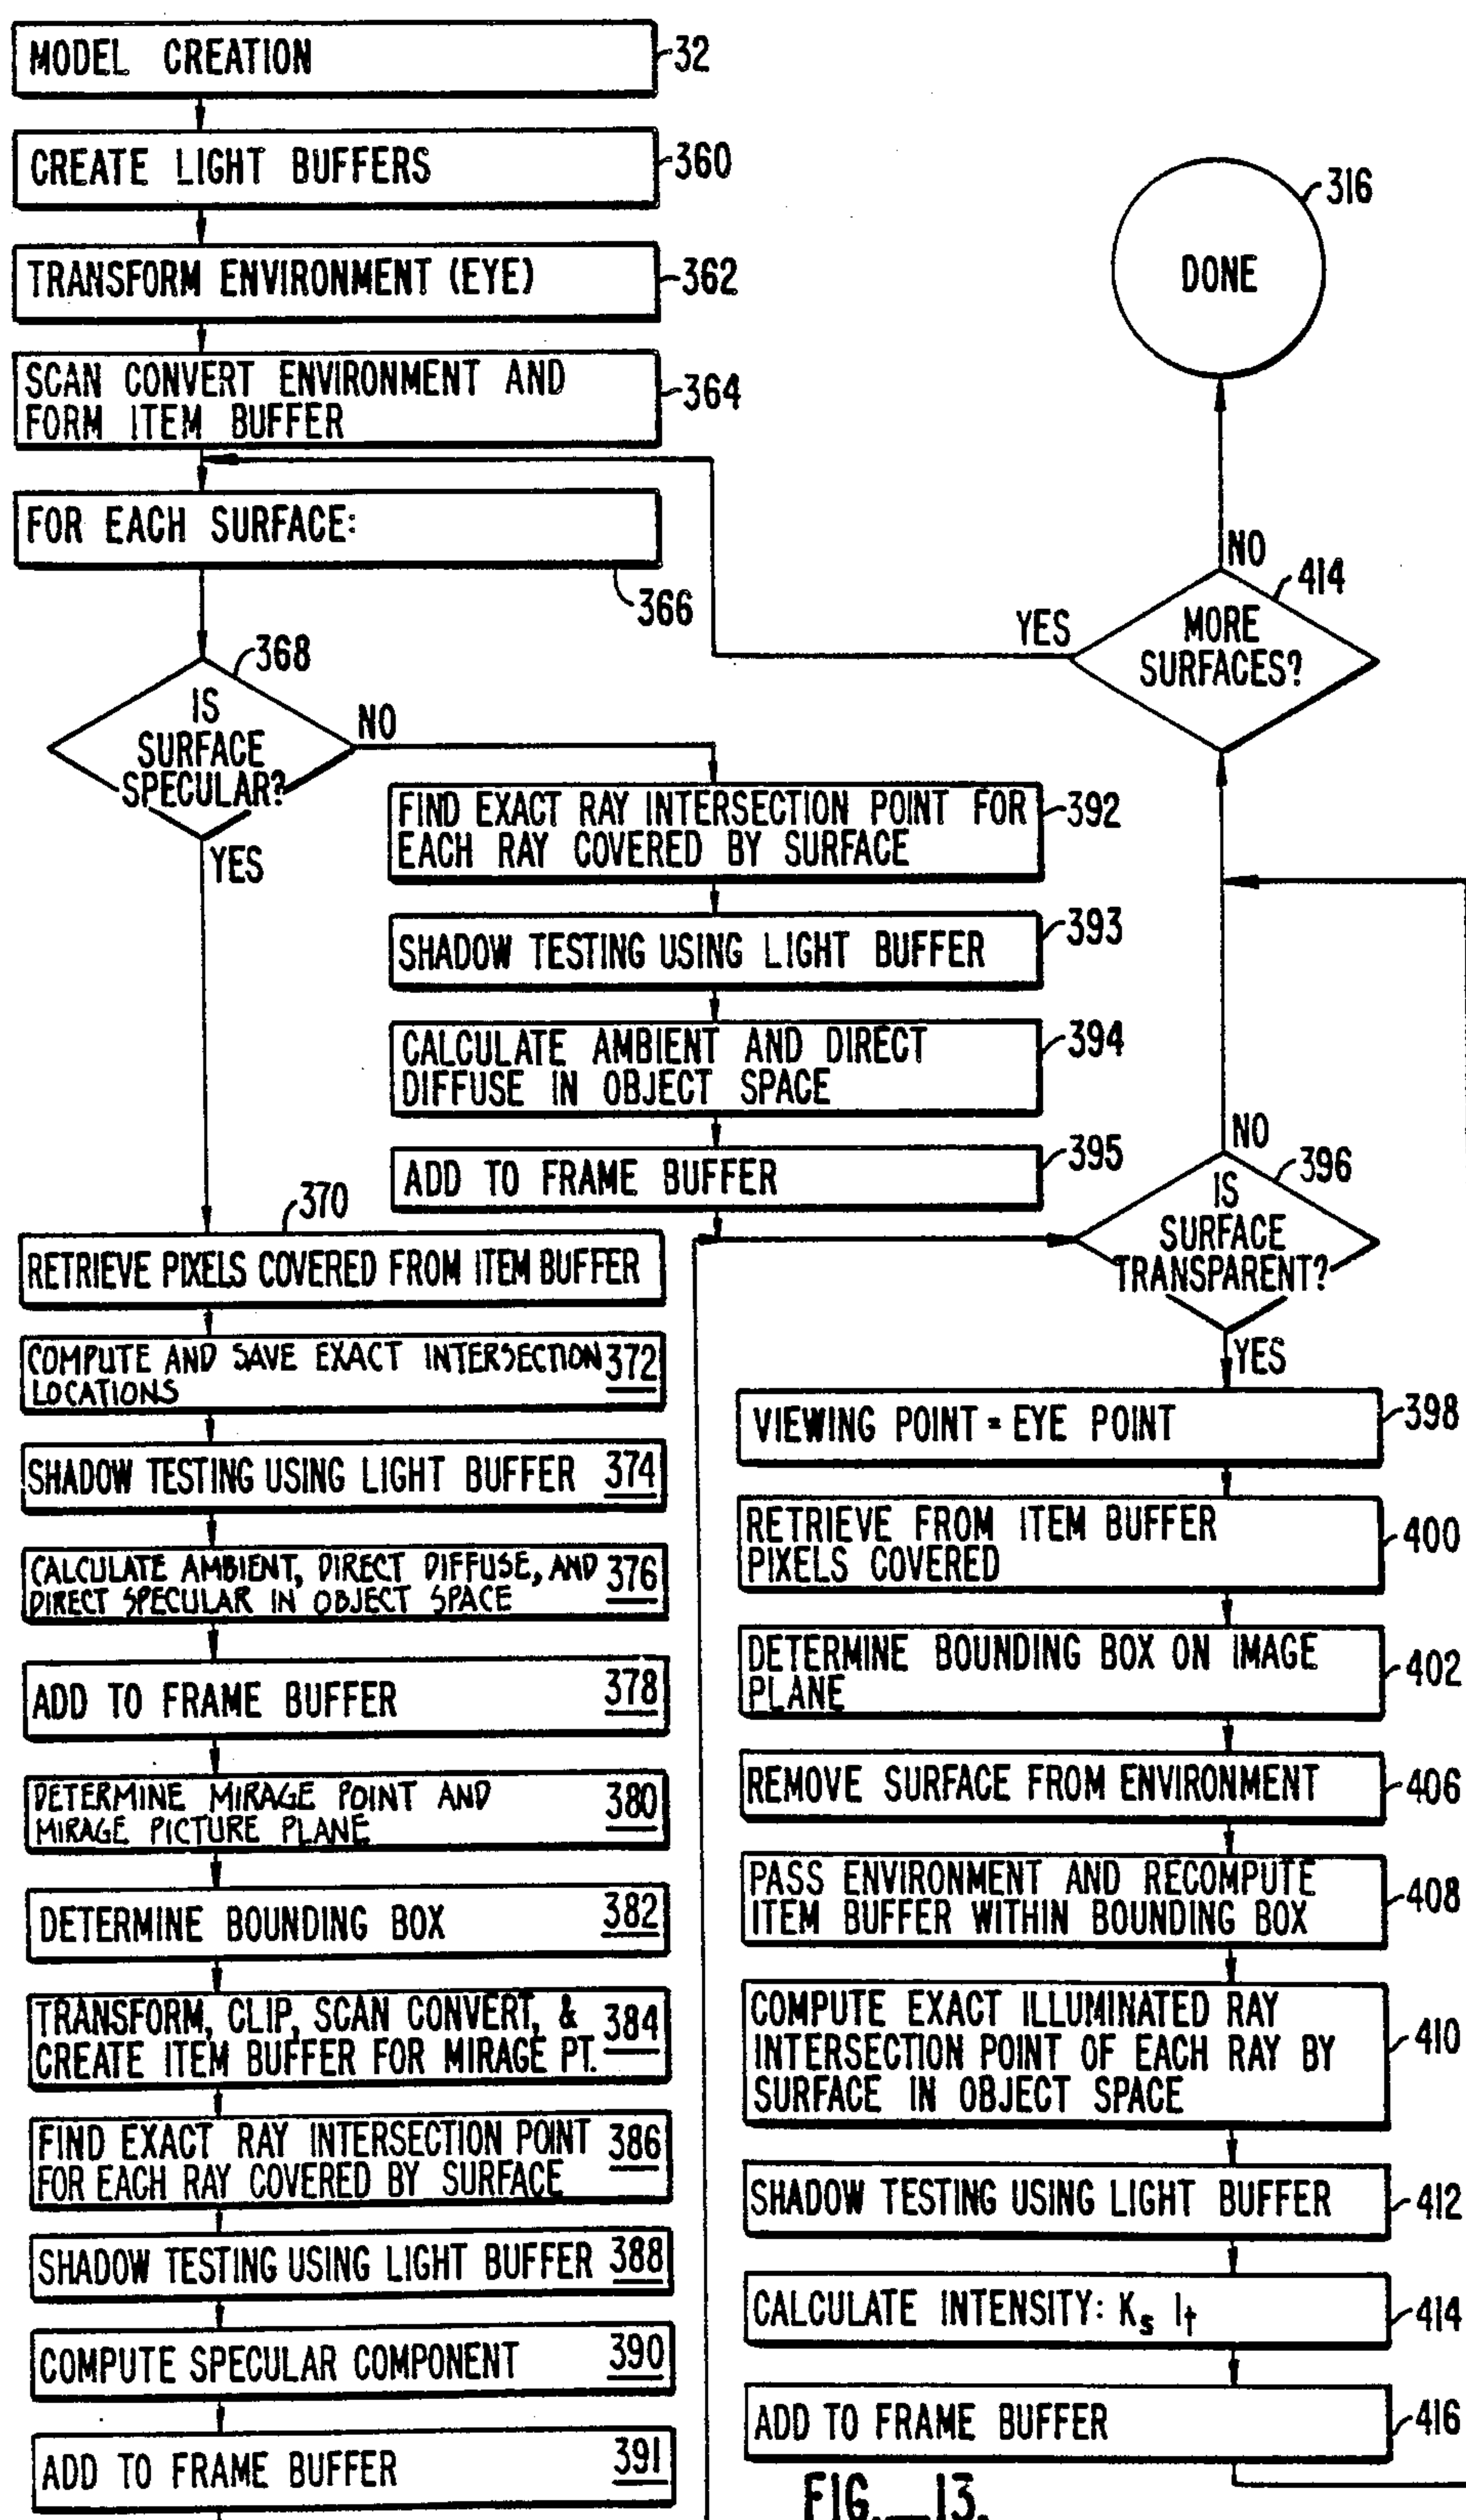 MODEL CREATION
32
CREATE LIGHT BUFFERS
360
TRANSFORM ENVIRONMENT (EYE)
362
SCAN CONVERT ENVIRONMENT AND
FORM ITEM BUFFER
364
FOR EACH SURFACE:
366
368
IS
SURFACE
SPECULAR?
NO
YES
370
RETRIEVE PIXELS COVERED FROM ITEM BUFFER
COMPUTE AND SAVE EXACT INTERSECTION 372
LOCATIONS
SHADOW TESTING USING LIGHT BUFFER 374
CALCULATE AMBIENT, DIRECT DIFFUSE, AND 376
DIRECT SPECULAR IN OBJECT SPACE
ADD TO FRAME BUFFER 378
DETERMINE MIRAGE POINT AND 380
MIRAGE PICTURE PLANE
DETERMINE BOUNDING BOX 382
TRANSFORM, CLIP, SCAN CONVERT, & 384
CREATE ITEM BUFFER FOR MIRAGE PT.
FIND EXACT RAY INTERSECTION POINT 386
FOR EACH RAY COVERED BY SURFACE
SHADOW TESTING USING LIGHT BUFFER 388
COMPUTE SPECULAR COMPONENT 390
ADD TO FRAME BUFFER 391
FIND EXACT RAY INTERSECTION POINT FOR
EACH RAY COVERED BY SURFACE
392
SHADOW TESTING USING LIGHT BUFFER
393
CALCULATE AMBIENT AND DIRECT
DIFFUSE IN OBJECT SPACE
394
ADD TO FRAME BUFFER
395
316
DONE
NO
414
MORE
SURFACES?
YES
NO
396
IS
SURFACE
TRANSPARENT?
YES
VIEWING POINT = EYE POINT
398
RETRIEVE FROM ITEM BUFFER
PIXELS COVERED
400
DETERMINE BOUNDING BOX ON IMAGE
PLANE
402
REMOVE SURFACE FROM ENVIRONMENT
406
PASS ENVIRONMENT AND RECOMPUTE
ITEM BUFFER WITHIN BOUNDING BOX
408
COMPUTE EXACT ILLUMINATED RAY
INTERSECTION POINT OF EACH RAY BY
SURFACE IN OBJECT SPACE
410
SHADOW TESTING USING LIGHT BUFFER
412
CALCULATE INTENSITY: Ks It
414
ADD TO FRAME BUFFER
416
FIG._13.